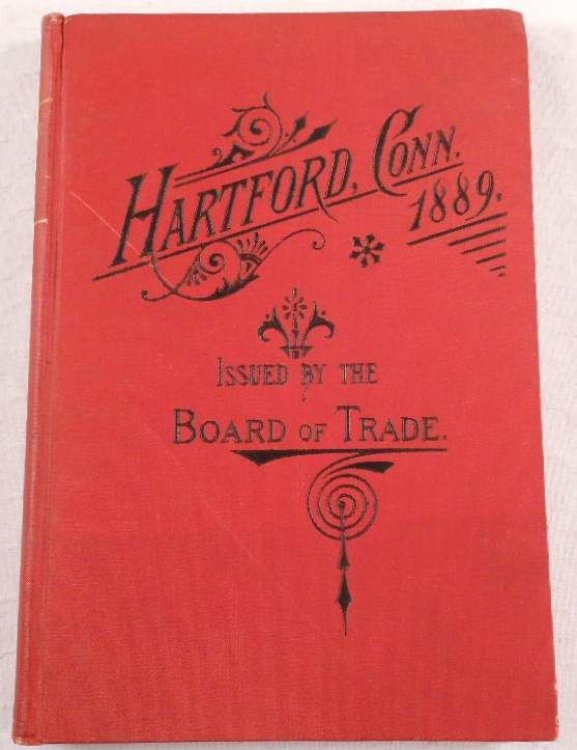 HARTFORD, CONN.
1889.
ISSUED BY THE
BOARD OF TRADE.